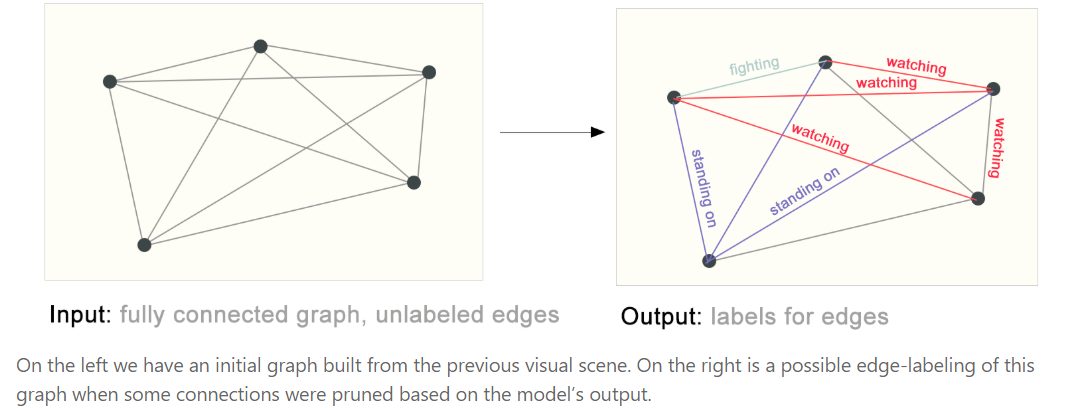 fighting
watching
watching
watching
watching
standing on
standing on
Input: fully connected graph, unlabeled edges
Output: labels for edges
On the left we have an initial graph built from the previous visual scene. On the right is a possible edge-labeling of this
graph when some connections were pruned based on the model’s output.